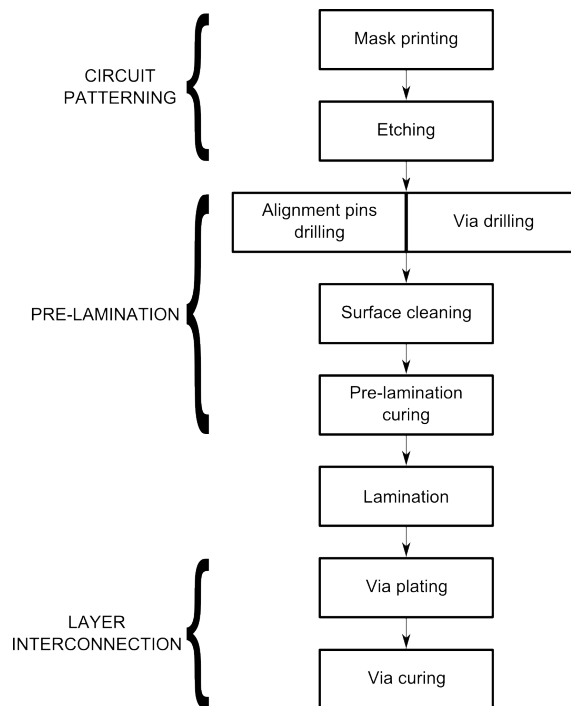 Mask printing
CIRCUIT
PATTERNING
Etching
Alignment pins
drilling
Via drilling
PRE-LAMINATION
Surface cleaning
Pre-lamination
curing
Lamination
Via plating
LAYER
INTERCONNECTION
Via curing